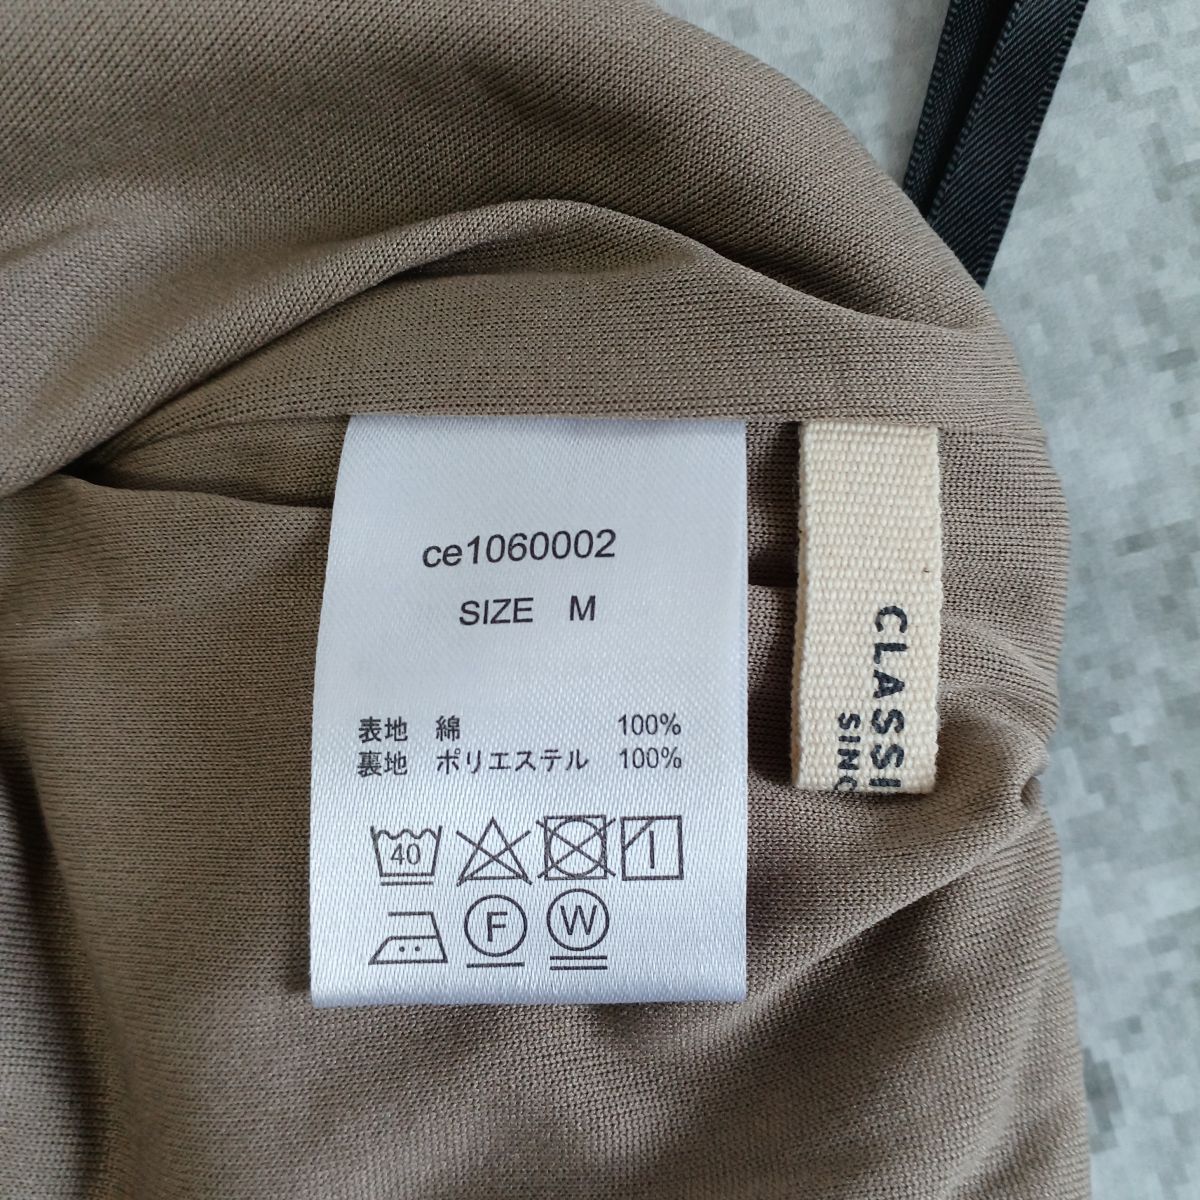 ce1060002
SIZE M
表地 綿 100%
裏地 ポリエステル 100%
40
F
W
CLASSI
SINC